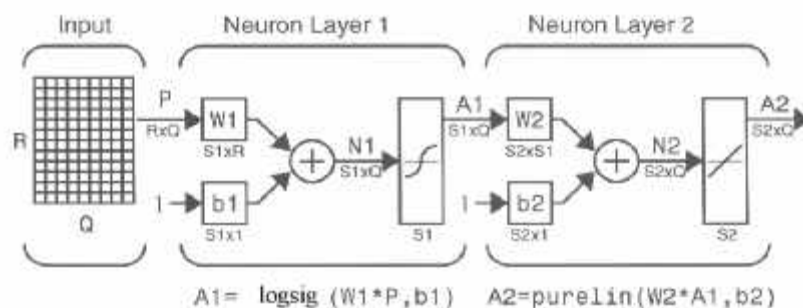 Input Neuron Layer 1 Neuron Layer 2
P A1 A2
RxQ W1 S1xQ W2 S2xQ
R S1xR N1 S2xS1 N2
S1xQ S2xQ
1 b1 1 b2
Q S1x1 S1 S2x1 S2
A1= logsig (W1*P,b1) A2=purelin(W2*A1,b2)